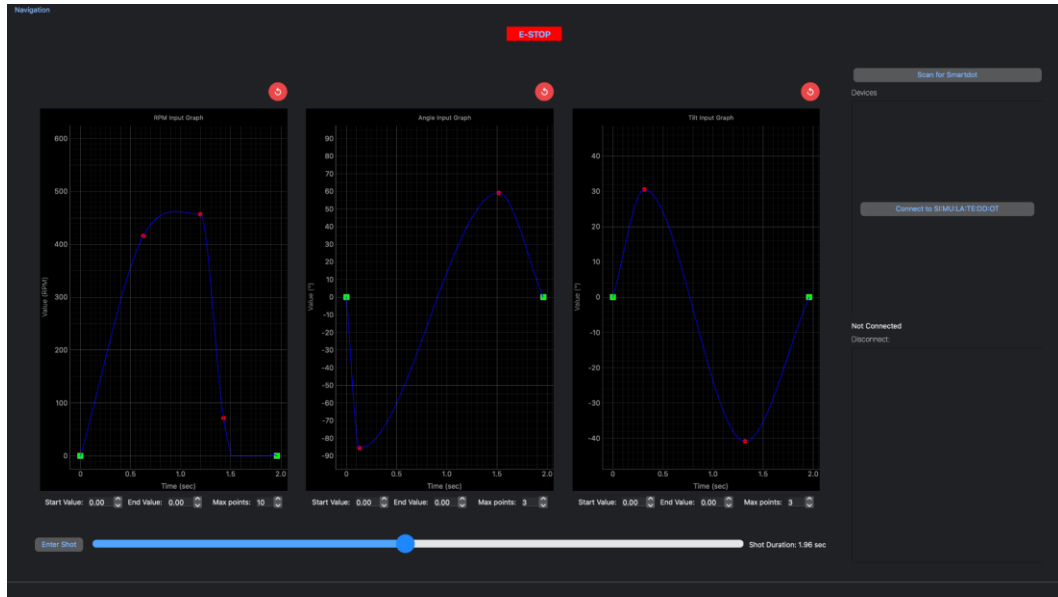 Navigation
E-STOP
Scan for Smartdot
Devices
RPM Input Graph
600
500
400
300
200
100
0
Value (RPM)
0 0.5 1.0 1.5 2.0
Time (sec)
Start Value: 0.00 End Value: 0.00 Max points: 10
Angle Input Graph
90
80
70
60
50
40
30
20
10
0
-10
-20
-30
-40
-50
-60
-70
-80
-90
Value (°)
0 0.5 1.0 1.5 2.0
Time (sec)
Start Value: 0.00 End Value: 0.00 Max points: 3
Tilt Input Graph
40
30
20
10
0
-10
-20
-30
-40
Value (°)
0 0.5 1.0 1.5 2.0
Time (sec)
Start Value: 0.00 End Value: 0.00 Max points: 3
Connect to SI:MU:LA:TE:DD:OT
Not Connected
Disconnect:
Enter Shot
Shot Duration: 1.96 sec